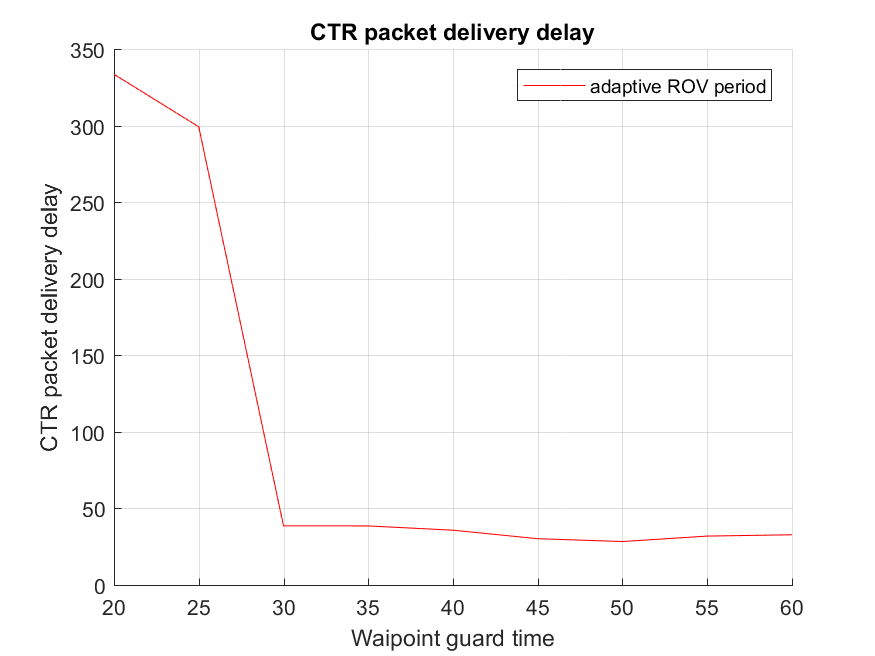 CTR packet delivery delay
adaptive ROV period
CTR packet delivery delay
350
300
250
200
150
100
50
0
20 25 30 35 40 45 50 55 60
Waipoint guard time